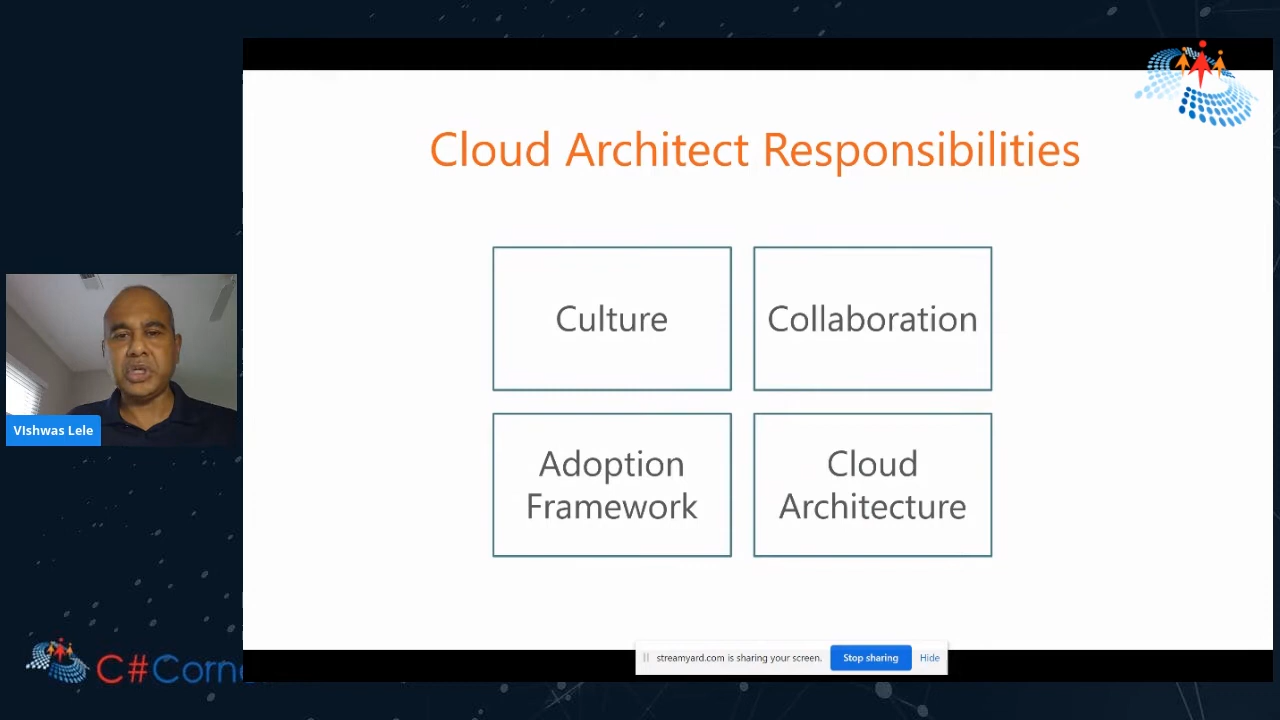 Cloud Architect Responsibilities
Culture
Collaboration
Adoption
Framework
Cloud
Architecture
VIshwas Lele
C#Corne
streamyard.com is sharing your screen.
Stop sharing
Hide